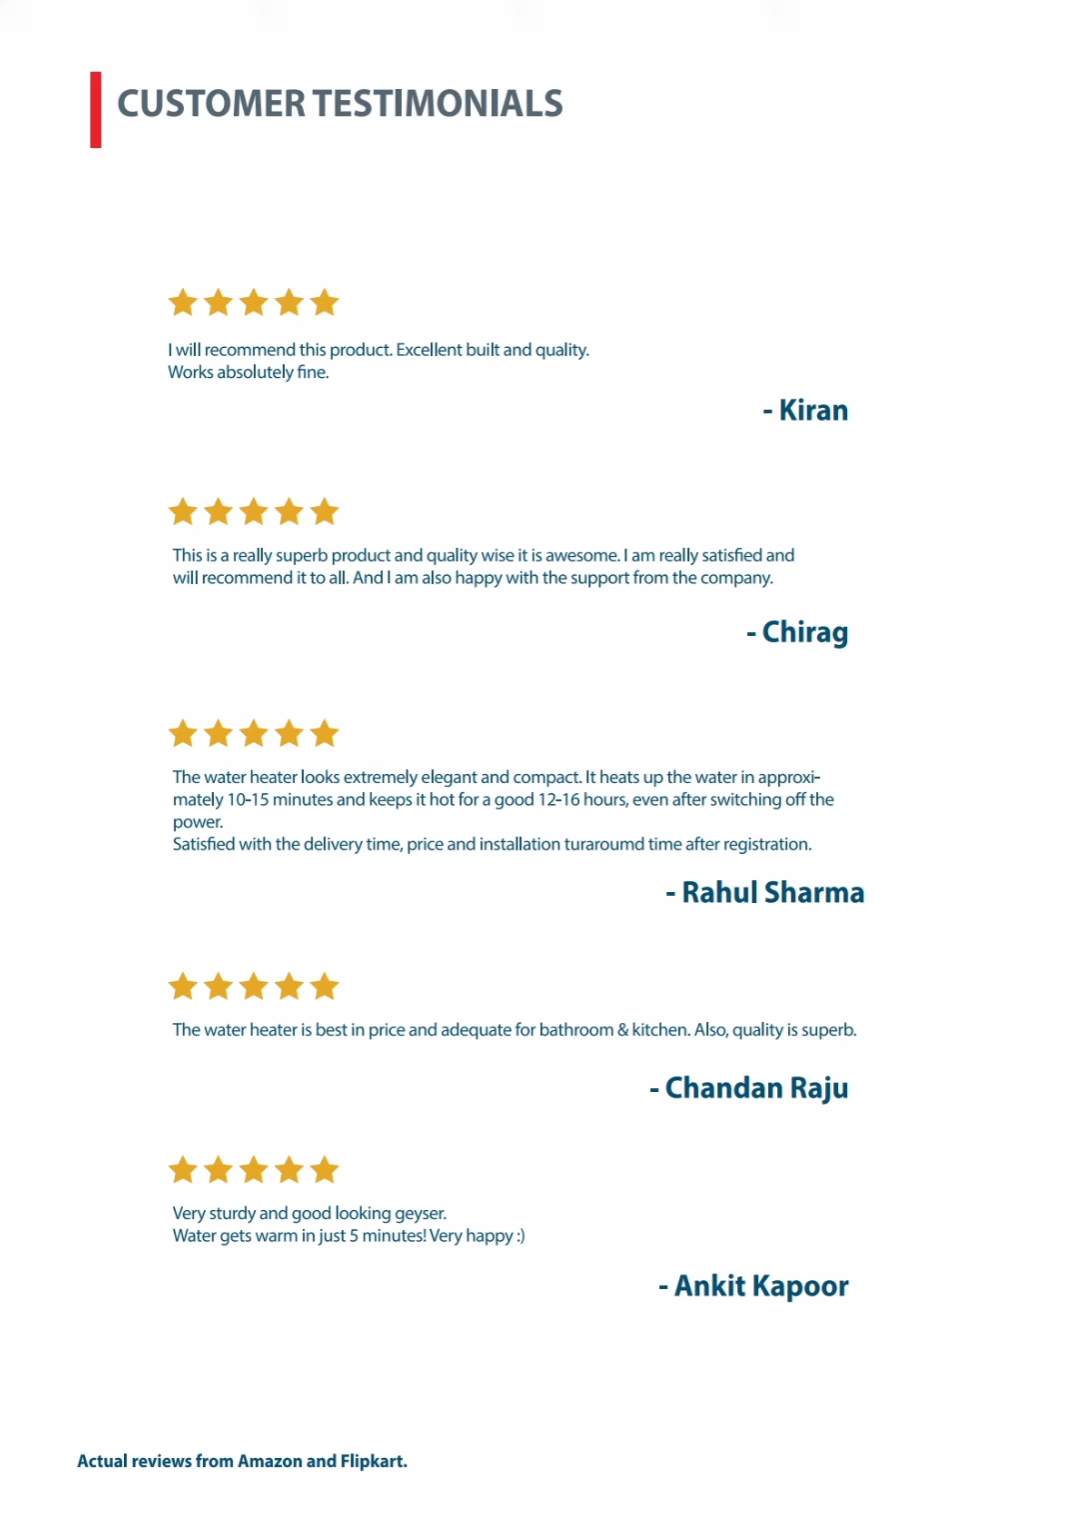 CUSTOMER TESTIMONIALS
I will recommend this product. Excellent built and quality.
Works absolutely fine.
- Kiran
This is a really superb product and quality wise it is awesome. I am really satisfied and
will recommend it to all. And I am also happy with the support from the company.
- Chirag
The water heater looks extremely elegant and compact. It heats up the water in approxi-
mately 10-15 minutes and keeps it hot for a good 12-16 hours, even after switching off the
power.
Satisfied with the delivery time, price and installation turaroumd time after registration.
- Rahul Sharma
The water heater is best in price and adequate for bathroom & kitchen. Also, quality is superb.
- Chandan Raju
Very sturdy and good looking geyser.
Water gets warm in just 5 minutes! Very happy :)
- Ankit Kapoor
Actual reviews from Amazon and Flipkart.